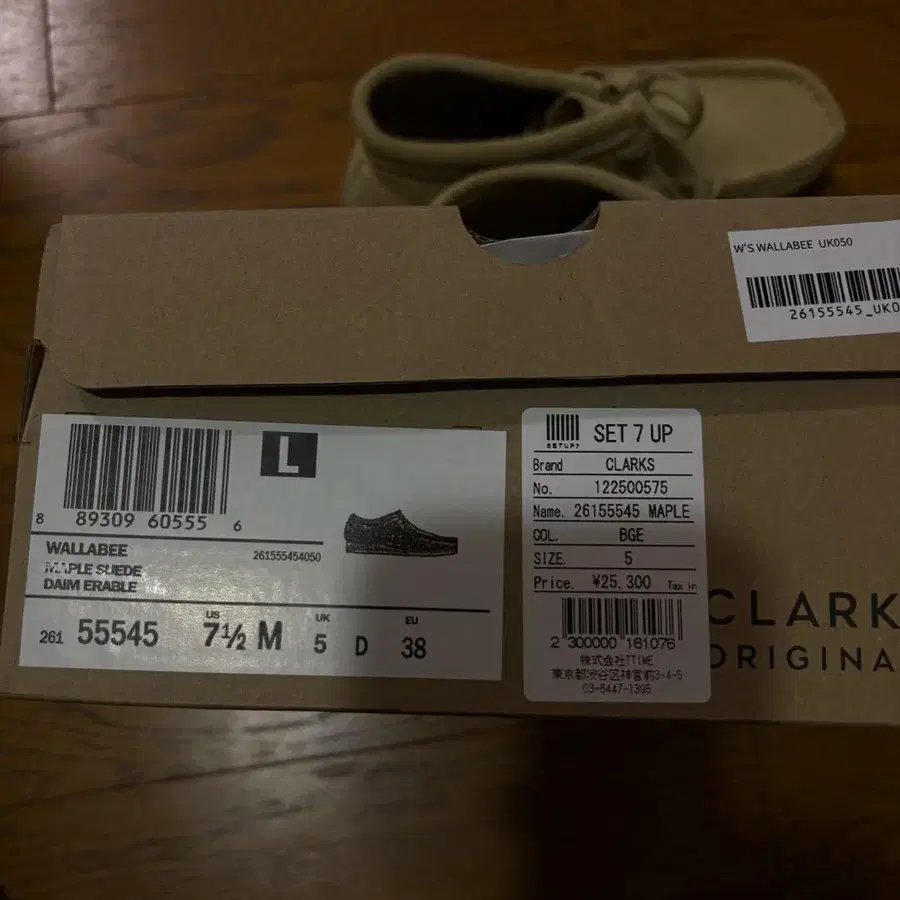 W'S WALLABEE UK050
26155545_UK0
L
8 89309 60555 6
WALLABEE
261555454050
MAPLE SUEDE
DAIM ERABLE
261 55545
US 7½ M
UK 5 D
EU 38
SETUP7
SET 7 UP
Brand CLARKS
No. 122500575
Name. 26155545 MAPLE
COL. BGE
SIZE. 5
Price. ¥25,300 Tax in
2 300000 161076
株式会社TTIME
東京都渋谷区神宮前3-4-5
03-6447-1395
CLARK
ORIGINA